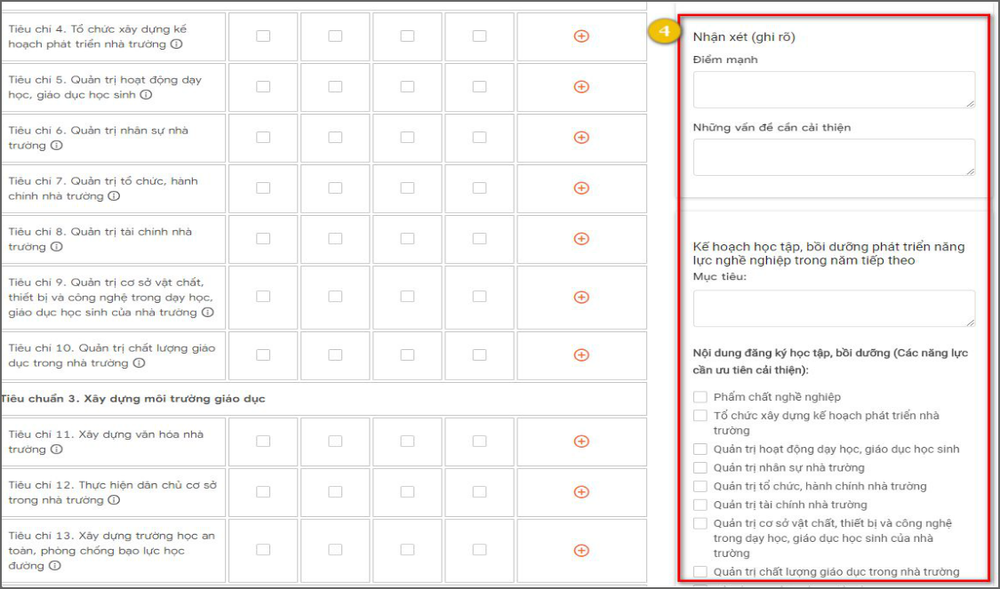 Tiêu chí 4. Tổ chức xây dựng kế
hoạch phát triển nhà trường
Tiêu chí 5. Quản trị hoạt động dạy
học, giáo dục học sinh
Tiêu chí 6. Quản trị nhân sự nhà
trường
Tiêu chí 7. Quản trị tổ chức, hành
chính nhà trường
Tiêu chí 8. Quản trị tài chính nhà
trường
Tiêu chí 9. Quản trị cơ sở vật chất,
thiết bị và công nghệ trong dạy học,
giáo dục học sinh của nhà trường
Tiêu chí 10. Quản trị chất lượng giáo
dục trong nhà trường
Tiêu chuẩn 3. Xây dựng môi trường giáo dục
Tiêu chí 11. Xây dựng văn hóa nhà
trường
Tiêu chí 12. Thực hiện dân chủ cơ sở
trong nhà trường
Tiêu chí 13. Xây dựng trường học an
toàn, phòng chống bạo lực học
đường
4
Nhận xét (ghi rõ)
Điểm mạnh
Những vấn đề cần cải thiện
Kế hoạch học tập, bồi dưỡng phát triển năng
lực nghề nghiệp trong năm tiếp theo
Mục tiêu:
Nội dung đăng ký học tập, bồi dưỡng (Các năng lực
cần ưu tiên cải thiện):
Phẩm chất nghề nghiệp
Tổ chức xây dựng kế hoạch phát triển nhà
trường
Quản trị hoạt động dạy học, giáo dục học sinh
Quản trị nhân sự nhà trường
Quản trị tổ chức, hành chính nhà trường
Quản trị tài chính nhà trường
Quản trị cơ sở vật chất, thiết bị và công nghệ
trong dạy học, giáo dục học sinh của nhà
trường
Quản trị chất lượng giáo dục trong nhà trường